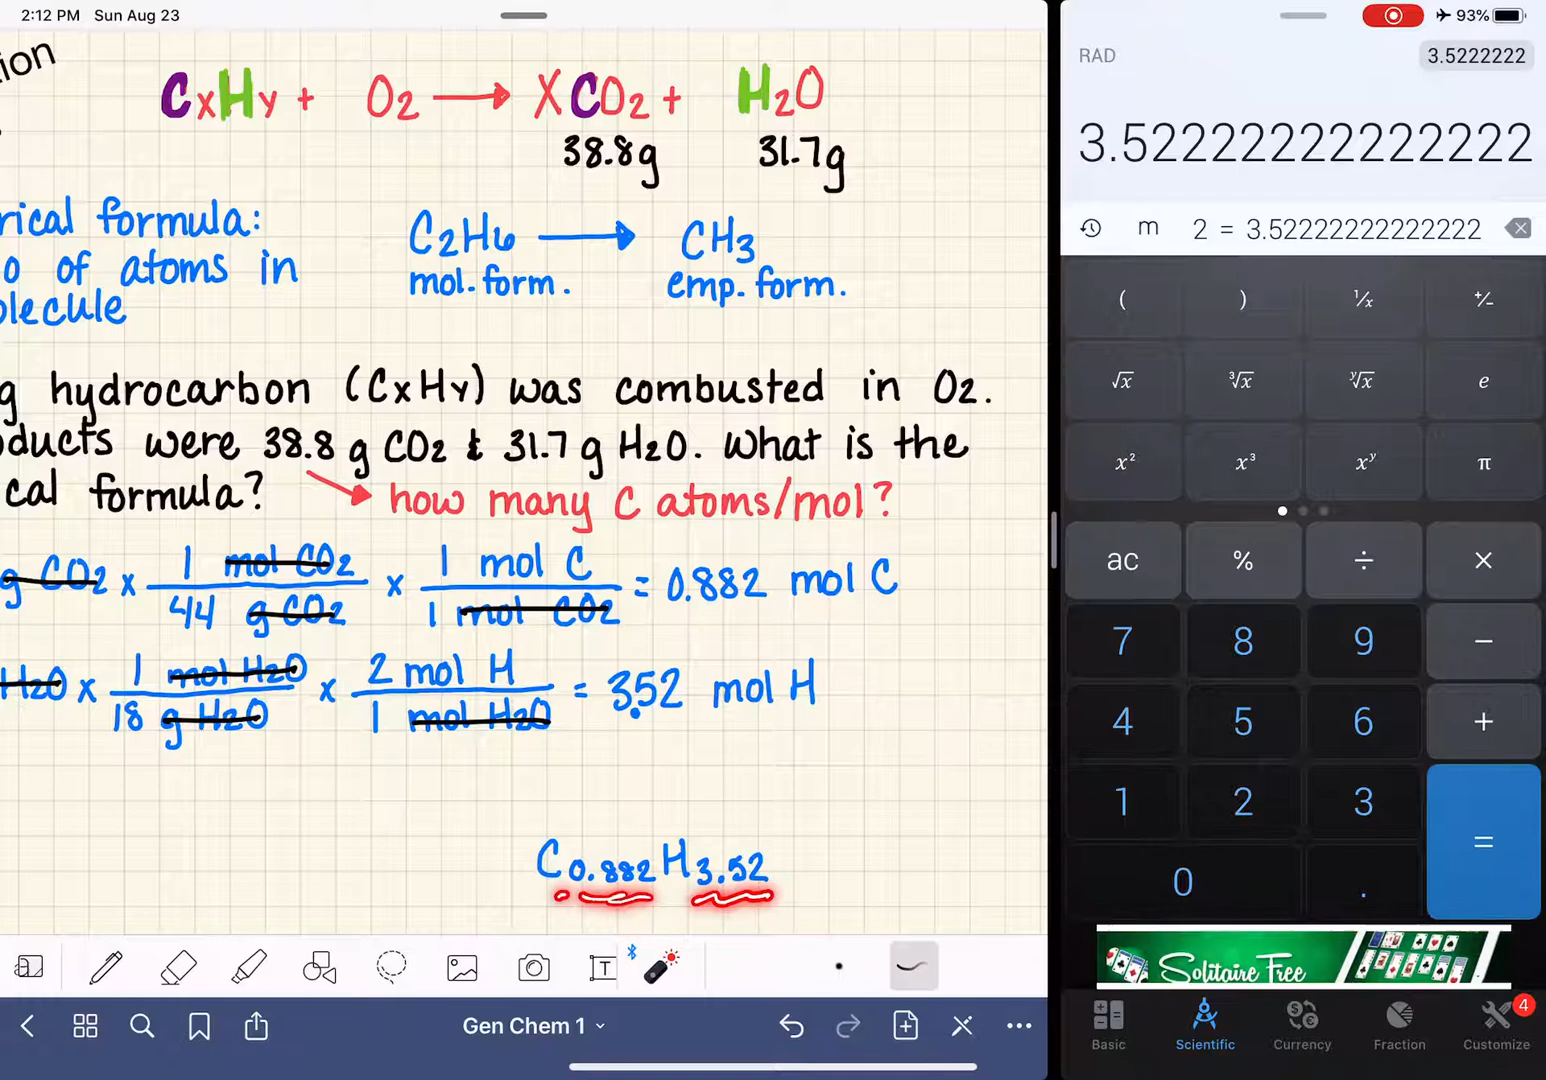 2:12 PM Sun Aug 23
93%
ion
CxHy + O2 → XCO2 + H2O
38.8g 31.7g
rical formula:
o of atoms in
olecule
C2H6 → CH3
mol. form. emp. form.
g hydrocarbon (CxHy) was combusted in O2.
oducts were 38.8 g CO2 & 31.7 g H2O. What is the
cal formula?
how many C atoms/mol?
g CO2 x 1 mol CO2 / 44 g CO2 x 1 mol C / 1 mol CO2 = 0.882 mol C
H2O x 1 mol H2O / 18 g H2O x 2 mol H / 1 mol H2O = 3.52 mol H
C0.882H3.52
T
Gen Chem 1
RAD
3.5222222
3.52222222222222
m 2 = 3.52222222222222
( ) 1/x +/-
√x ³√x ʸ√x e
x² x³ xʸ π
ac % ÷ ×
7 8 9 −
4 5 6 +
1 2 3 =
0 .
Solitaire Free
4
Basic Scientific Currency Fraction Customize